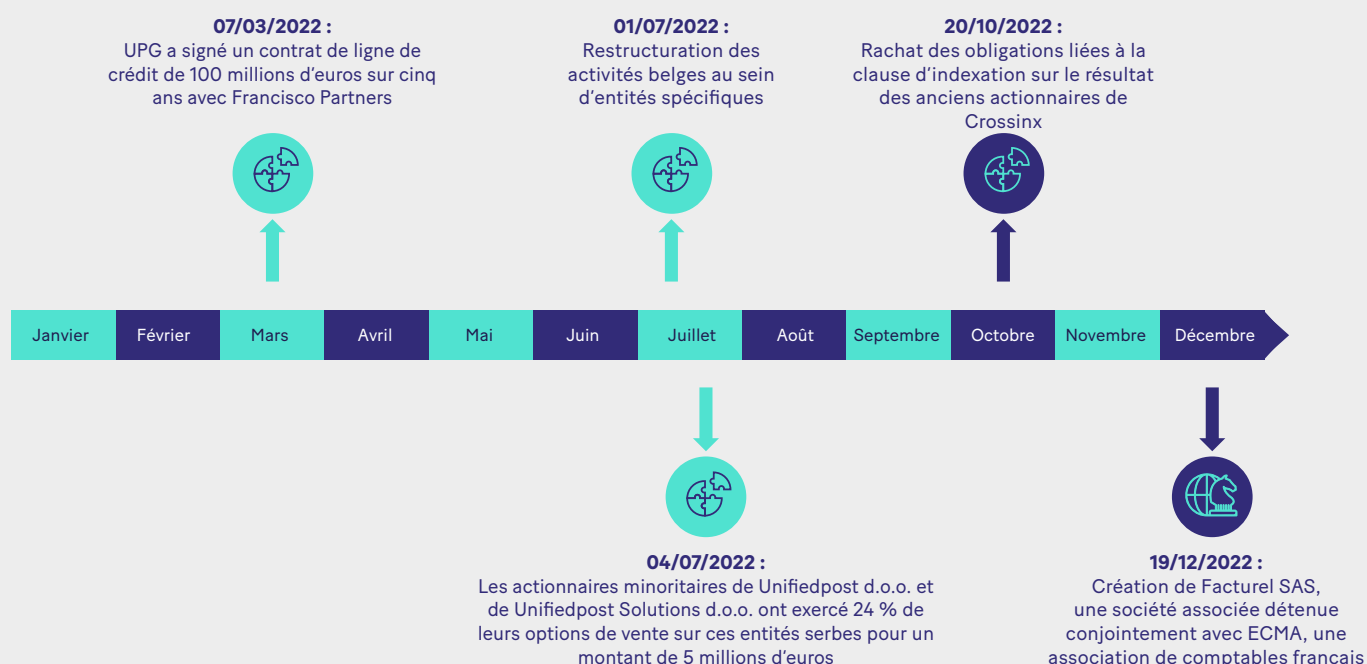 07/03/2022 :
UPG a signé un contrat de ligne de
crédit de 100 millions d'euros sur cinq
ans avec Francisco Partners
01/07/2022 :
Restructuration des
activités belges au sein
d'entités spécifiques
20/10/2022 :
Rachat des obligations liées à la
clause d'indexation sur le résultat
des anciens actionnaires de
Crossinx
Janvier
Février
Mars
Avril
Mai
Juin
Juillet
Août
Septembre
Octobre
Novembre
Décembre
04/07/2022 :
Les actionnaires minoritaires de Unifiedpost d.o.o. et
de Unifiedpost Solutions d.o.o. ont exercé 24 % de
leurs options de vente sur ces entités serbes pour un
montant de 5 millions d'euros
19/12/2022 :
Création de Facturel SAS,
une société associée détenue
conjointement avec ECMA, une
association de comptables français